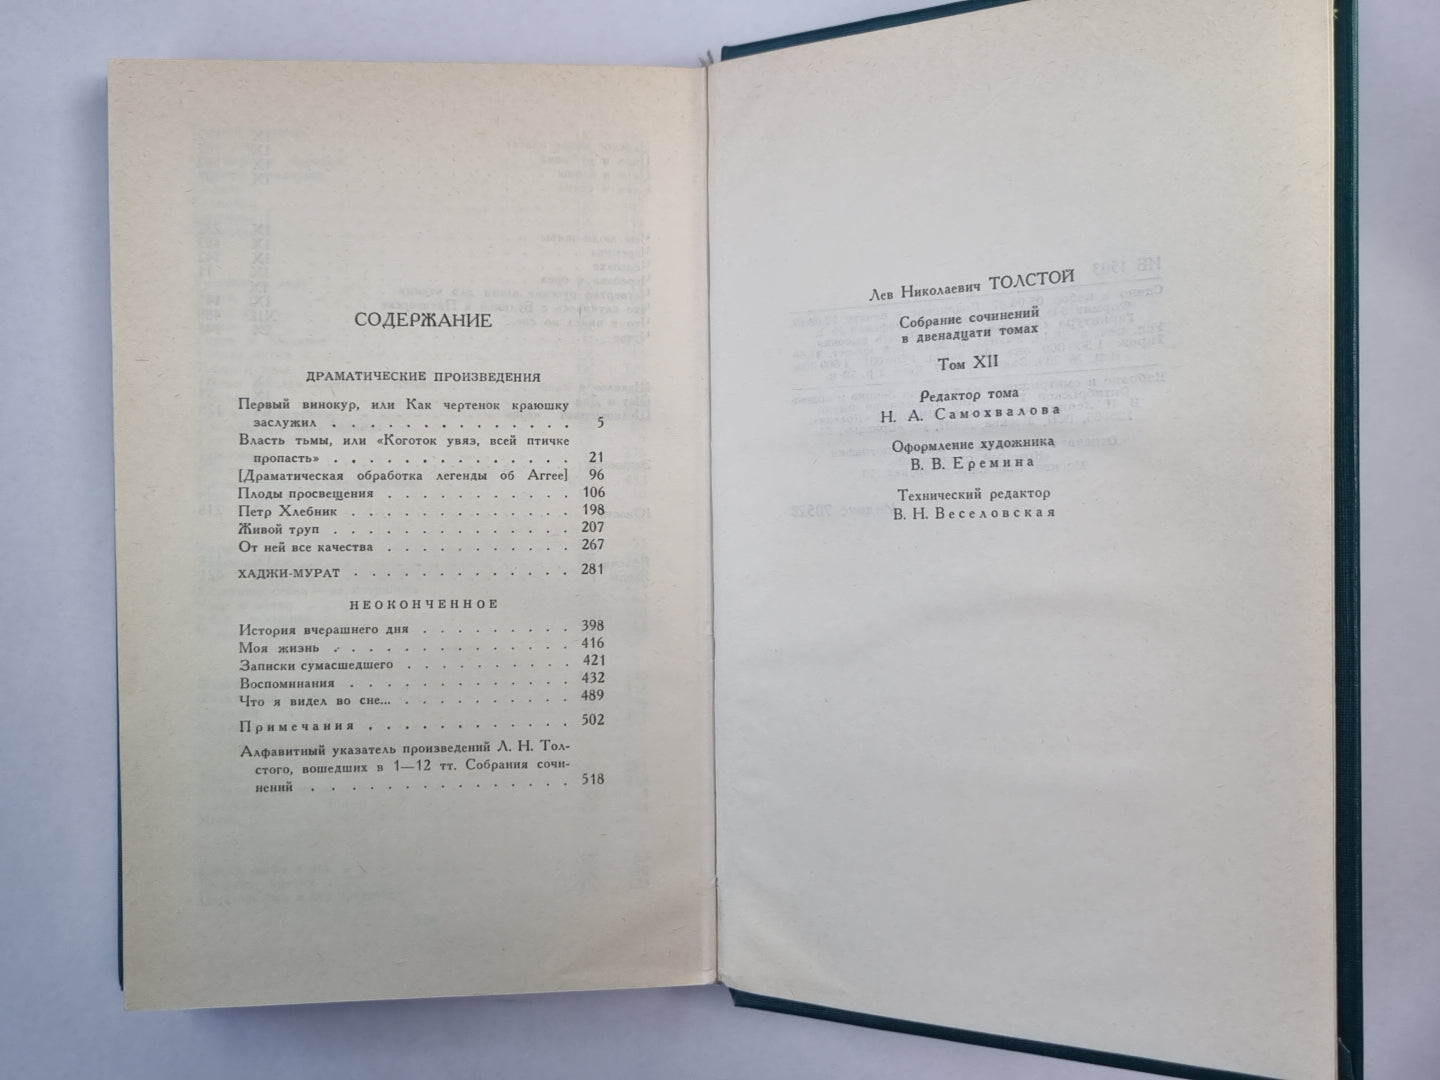 СОДЕРЖАНИЕ
ДРАМАТИЧЕСКИЕ ПРОИЗВЕДЕНИЯ
Первый винокур, или Как чертенок краюшку
заслужил . . . . . . . . . . . . . . 5
Власть тьмы, или «Коготок увяз, всей птичке
пропасть» . . . . . . . . . . . . . 21
[Драматическая обработка легенды об Аггее] 96
Плоды просвещения . . . . . . . . . . . 106
Петр Хлебник . . . . . . . . . . . . . 198
Живой труп . . . . . . . . . . . . . 207
От ней все качества . . . . . . . . . . . 267
ХАДЖИ-МУРАТ . . . . . . . . . . . . . 281
НЕОКОНЧЕННОЕ
История вчерашнего дня . . . . . . . . . 398
Моя жизнь . . . . . . . . . . . . . 416
Записки сумасшедшего . . . . . . . . . . 421
Воспоминания . . . . . . . . . . . . . 432
Что я видел во сне... . . . . . . . . . . 489
Примечания . . . . . . . . . . . . 502
Алфавитный указатель произведений Л. Н. Тол-
стого, вошедших в 1—12 тт. Собрания сочи-
нений . . . . . . . . . . . . . . 518
Лев Николаевич ТОЛСТОЙ
Собрание сочинений
в двенадцати томах
Том XII
Редактор тома
Н. А. Самохвалова
Оформление художника
В. В. Еремина
Технический редактор
В. Н. Веселовская